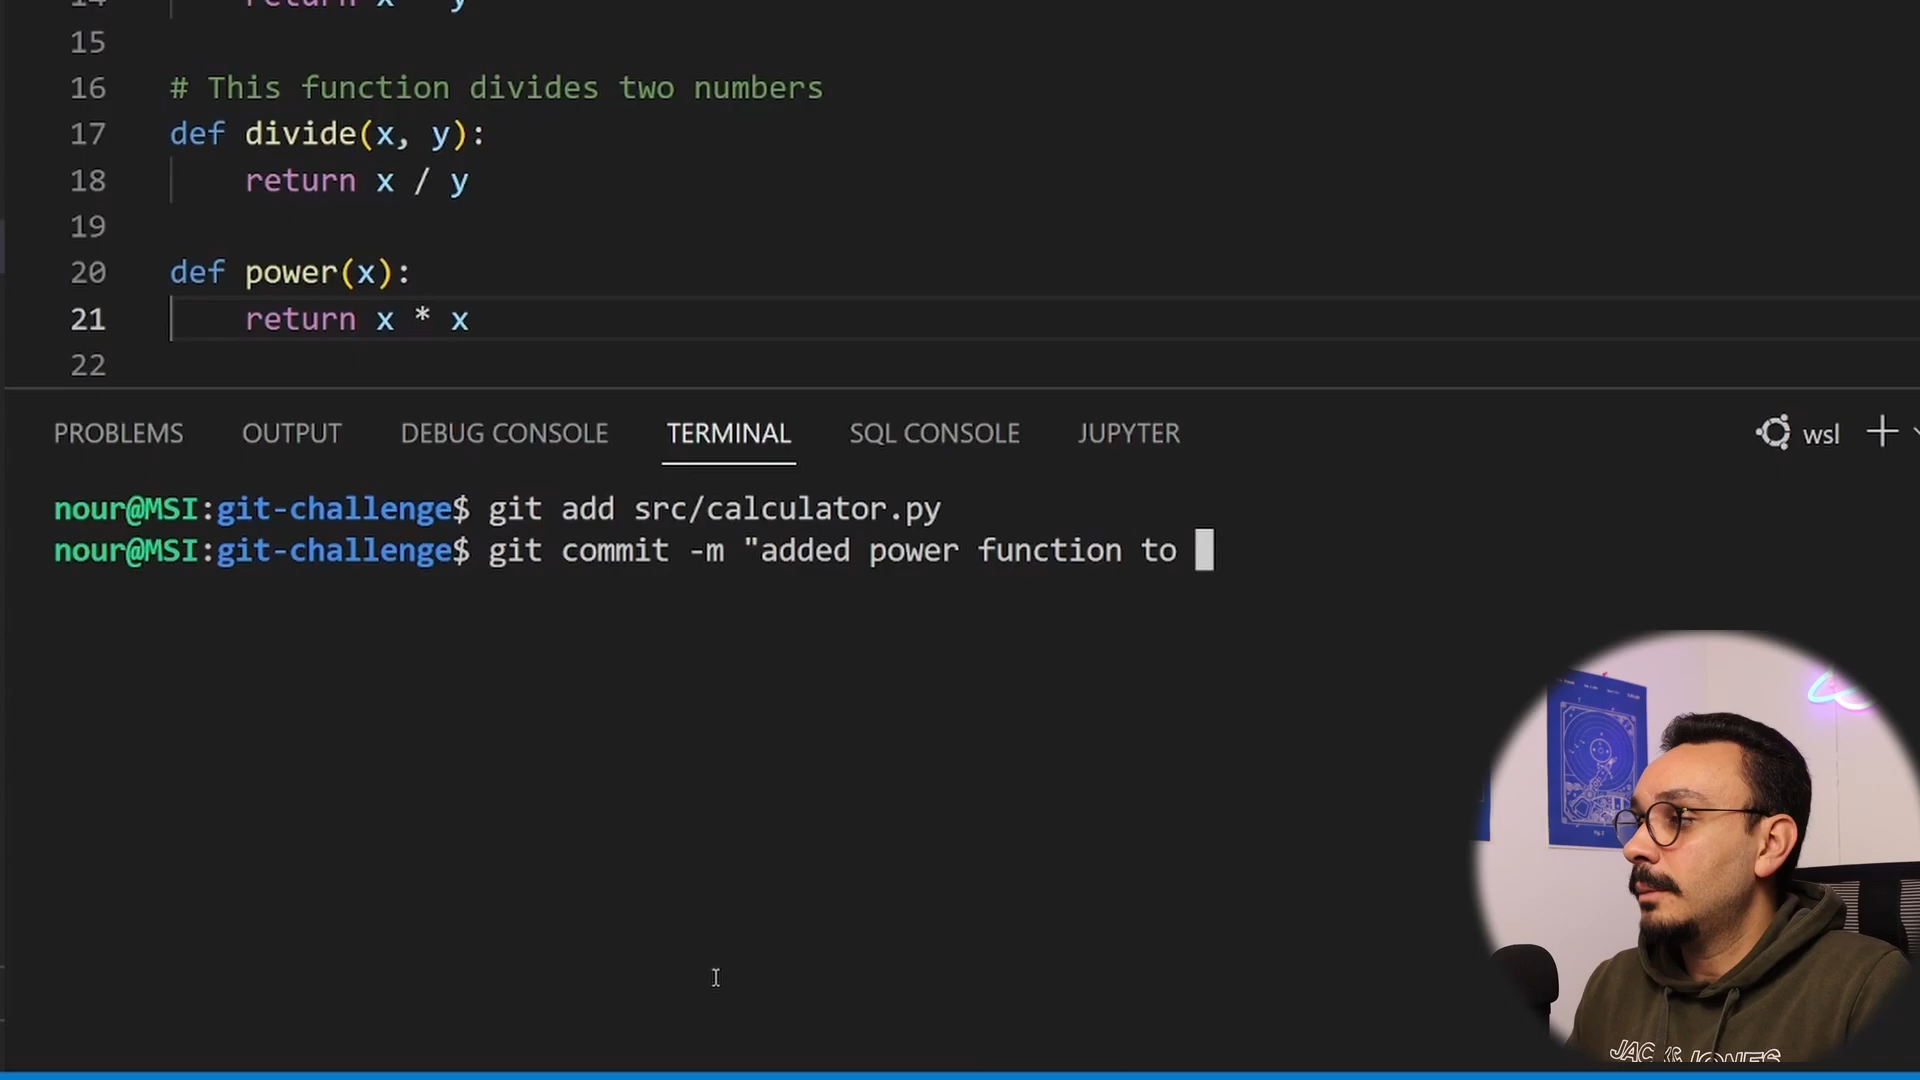 15
16 # This function divides two numbers
17 def divide(x, y):
18 return x / y
19
20 def power(x):
21 return x * x
22
PROBLEMS OUTPUT DEBUG CONSOLE TERMINAL SQL CONSOLE JUPYTER wsl
nour@MSI:git-challenge$ git add src/calculator.py
nour@MSI:git-challenge$ git commit -m "added power function to
JACK & JONES